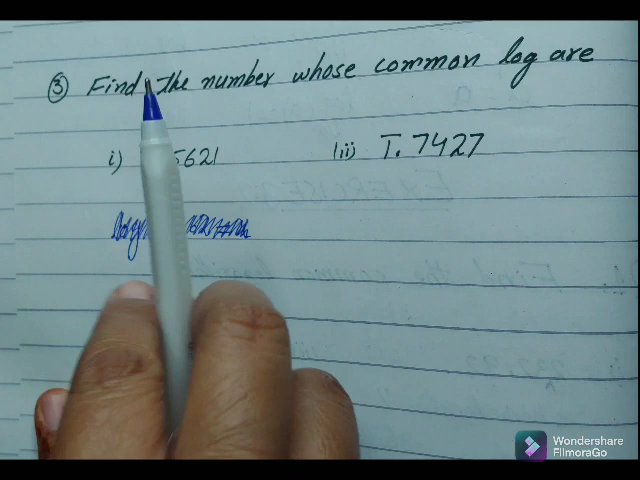 ③ Find the number whose common log are
i) 5621 (ii) 1̅.7427
Wondershare
FilmoraGo